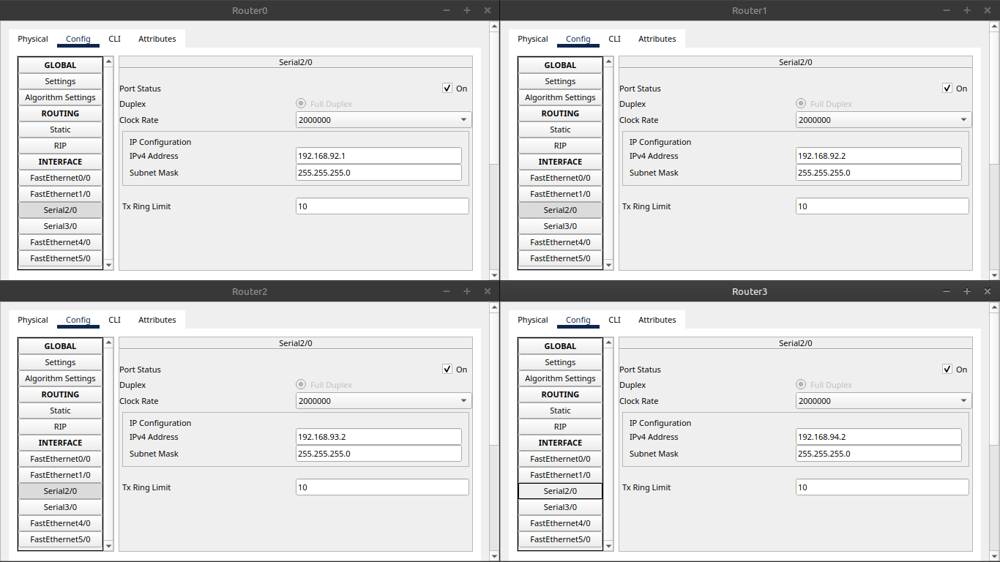 Router0
Physical Config CLI Attributes
GLOBAL
Settings
Algorithm Settings
ROUTING
Static
RIP
INTERFACE
FastEthernet0/0
FastEthernet1/0
Serial2/0
Serial3/0
FastEthernet4/0
FastEthernet5/0
Serial2/0
Port Status On
Duplex Full Duplex
Clock Rate 2000000
IP Configuration
IPv4 Address 192.168.92.1
Subnet Mask 255.255.255.0
Tx Ring Limit 10
Router1
Physical Config CLI Attributes
GLOBAL
Settings
Algorithm Settings
ROUTING
Static
RIP
INTERFACE
FastEthernet0/0
FastEthernet1/0
Serial2/0
Serial3/0
FastEthernet4/0
FastEthernet5/0
Serial2/0
Port Status On
Duplex Full Duplex
Clock Rate 2000000
IP Configuration
IPv4 Address 192.168.92.2
Subnet Mask 255.255.255.0
Tx Ring Limit 10
Router2
Physical Config CLI Attributes
GLOBAL
Settings
Algorithm Settings
ROUTING
Static
RIP
INTERFACE
FastEthernet0/0
FastEthernet1/0
Serial2/0
Serial3/0
FastEthernet4/0
FastEthernet5/0
Serial2/0
Port Status On
Duplex Full Duplex
Clock Rate 2000000
IP Configuration
IPv4 Address 192.168.93.2
Subnet Mask 255.255.255.0
Tx Ring Limit 10
Router3
Physical Config CLI Attributes
GLOBAL
Settings
Algorithm Settings
ROUTING
Static
RIP
INTERFACE
FastEthernet0/0
FastEthernet1/0
Serial2/0
Serial3/0
FastEthernet4/0
FastEthernet5/0
Serial2/0
Port Status On
Duplex Full Duplex
Clock Rate 2000000
IP Configuration
IPv4 Address 192.168.94.2
Subnet Mask 255.255.255.0
Tx Ring Limit 10